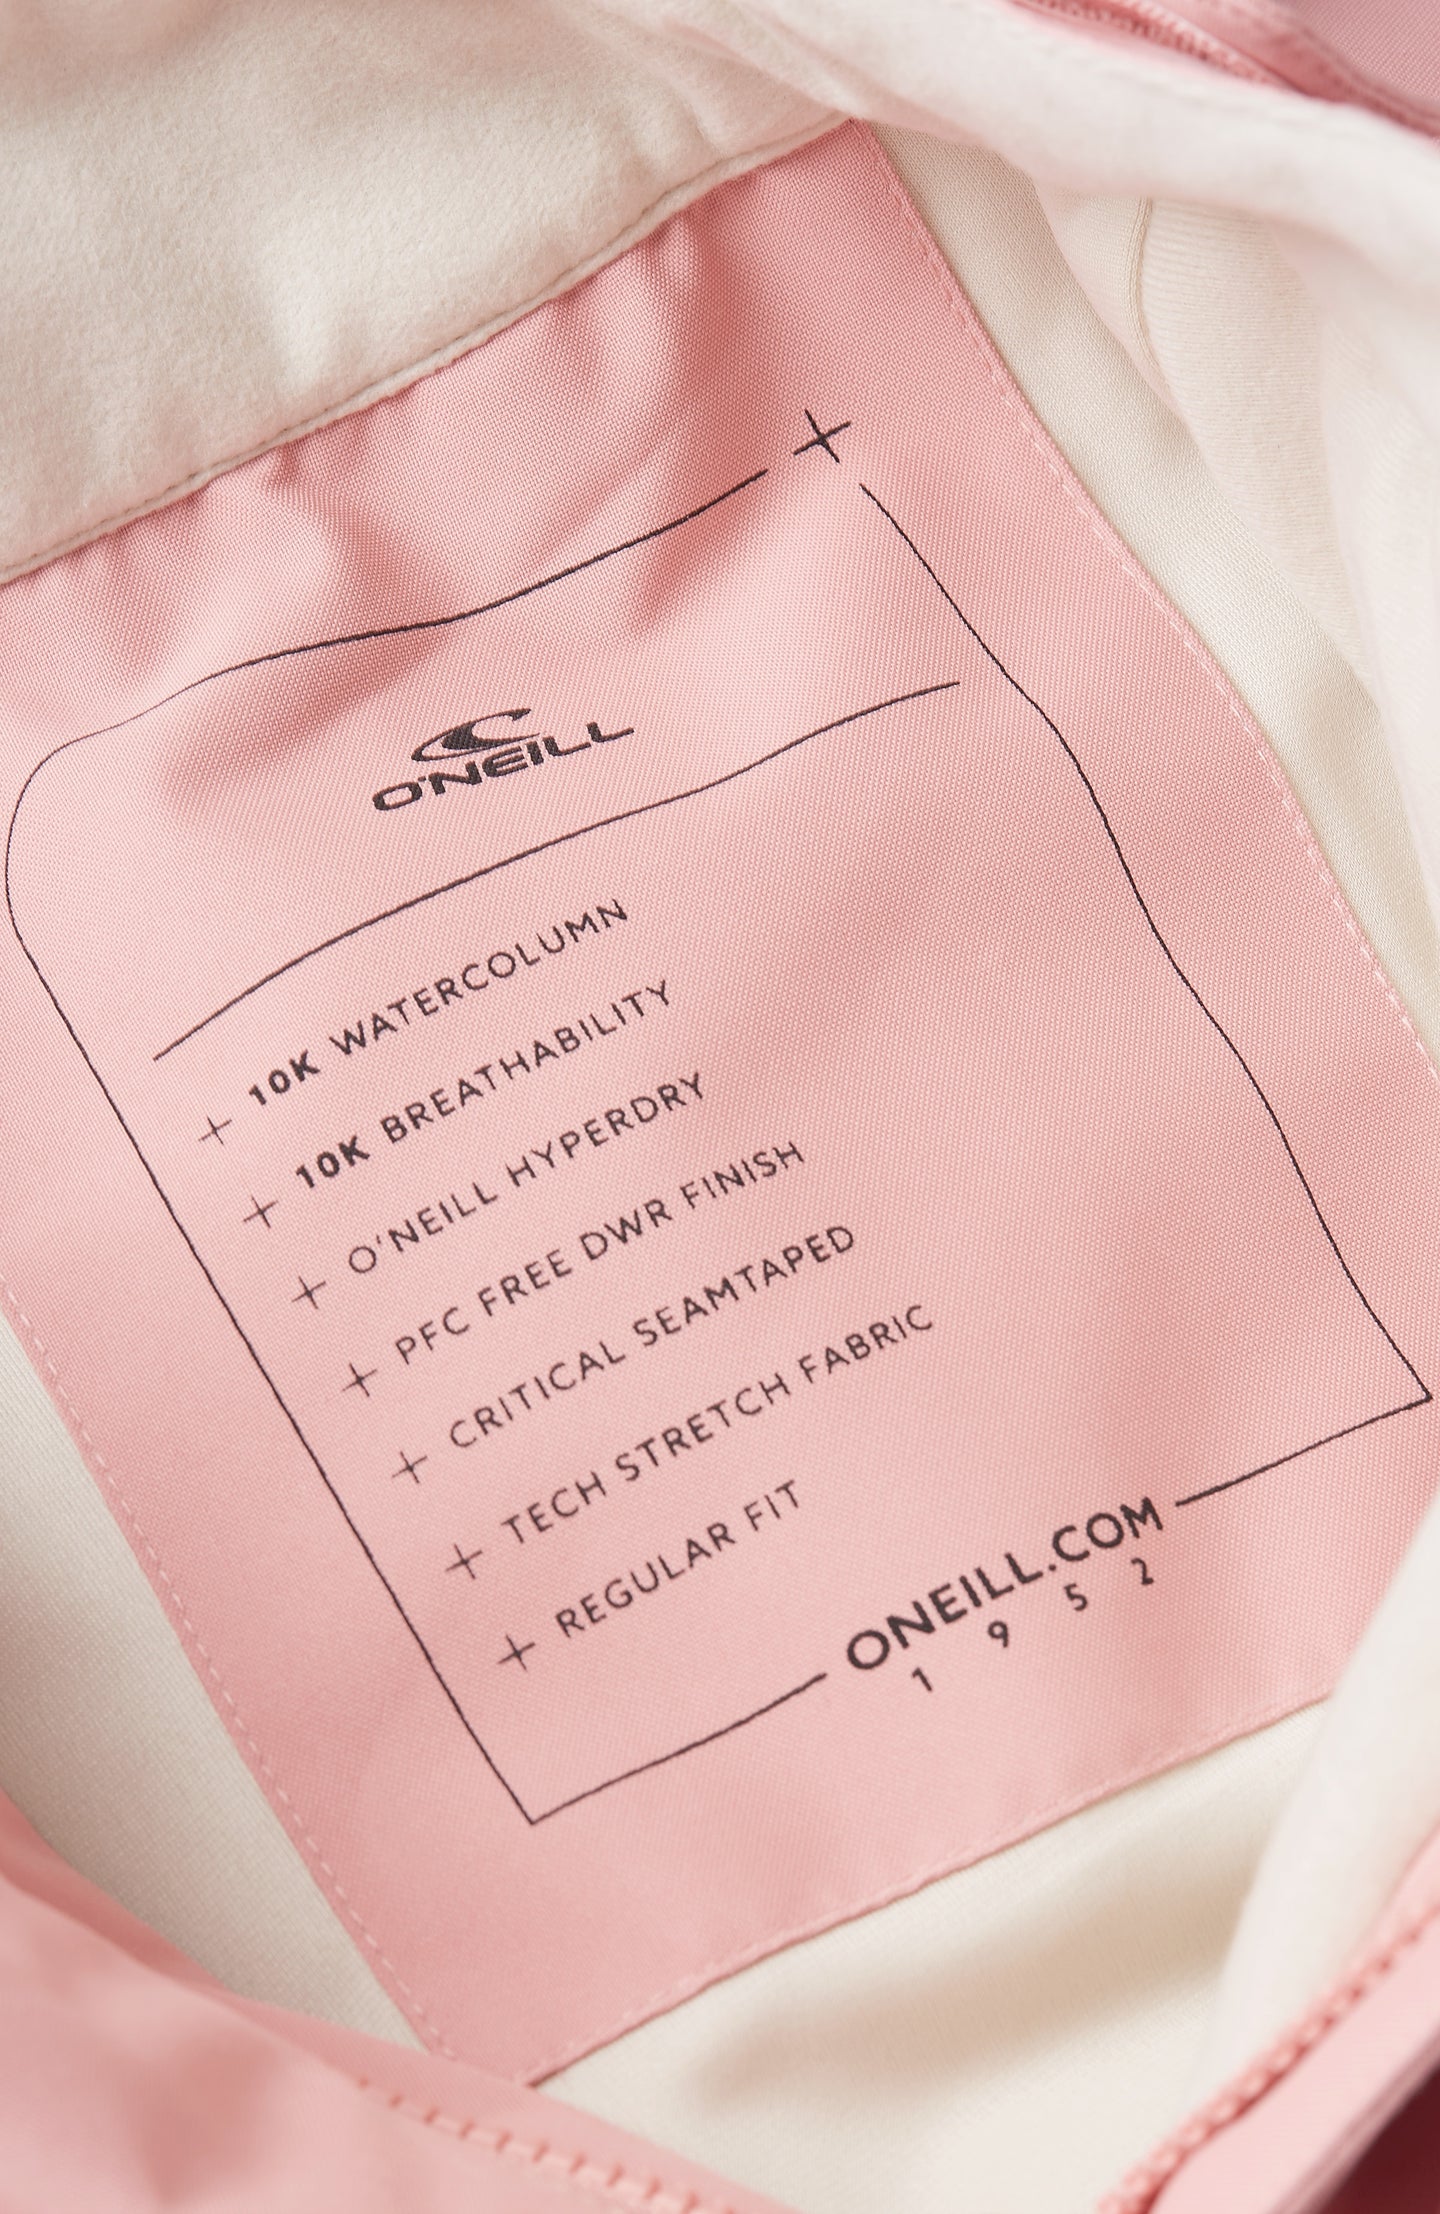 O'NEILL
+ 10K WATERCOLUMN
+ 10K BREATHABILITY
+ O'NEILL HYPERDRY
+ PFC FREE DWR FINISH
+ CRITICAL SEAMTAPED
+ TECH STRETCH FABRIC
+ REGULAR FIT
ONEILL.COM
1 9 5 2